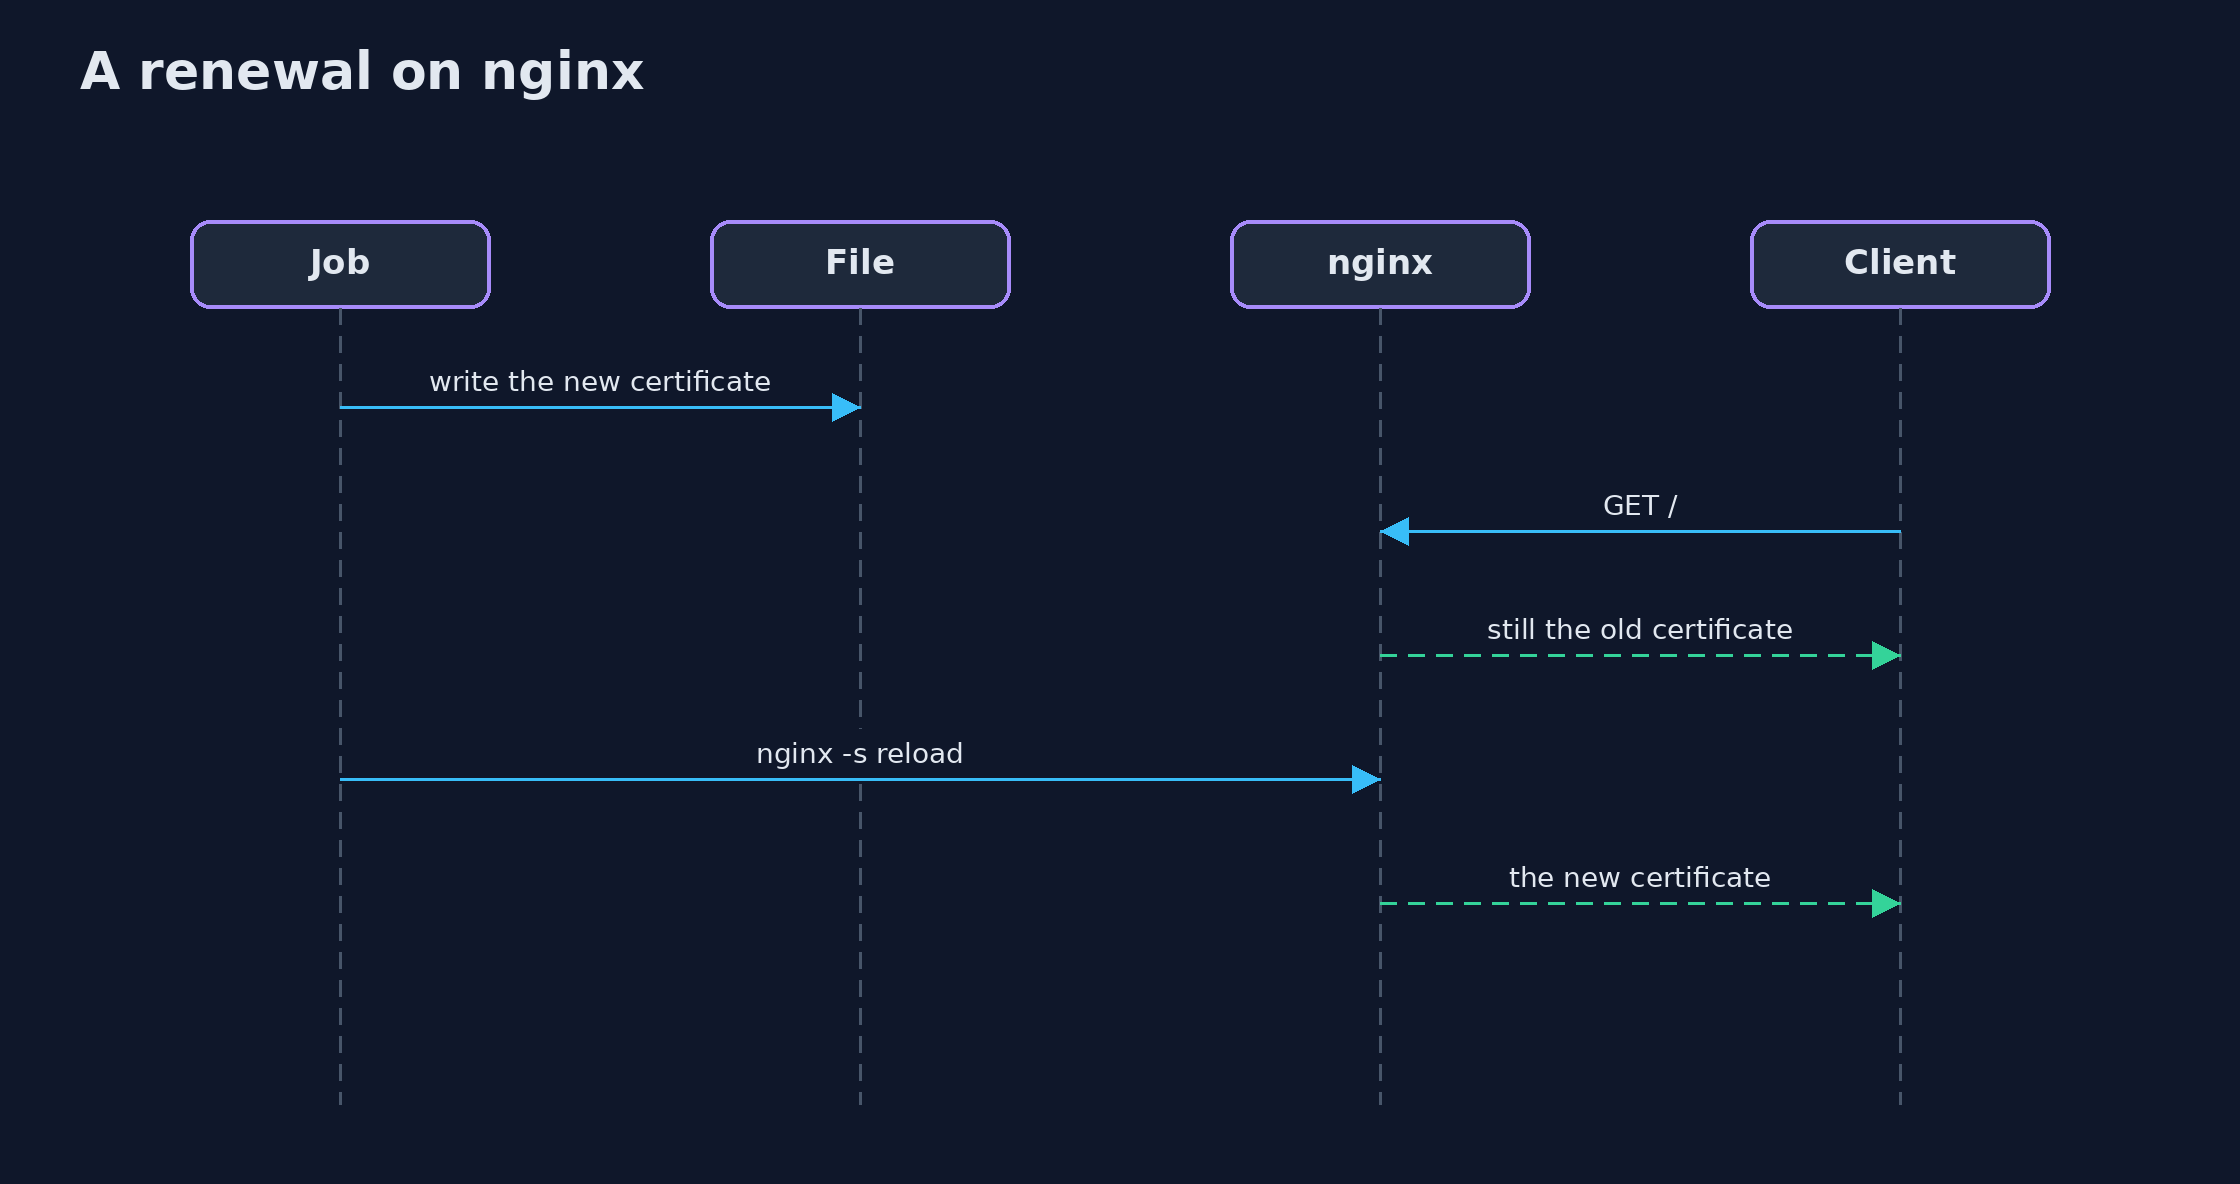 A renewal on nginx
Job
File
nginx
Client
write the new certificate
GET /
still the old certificate
nginx -s reload
the new certificate